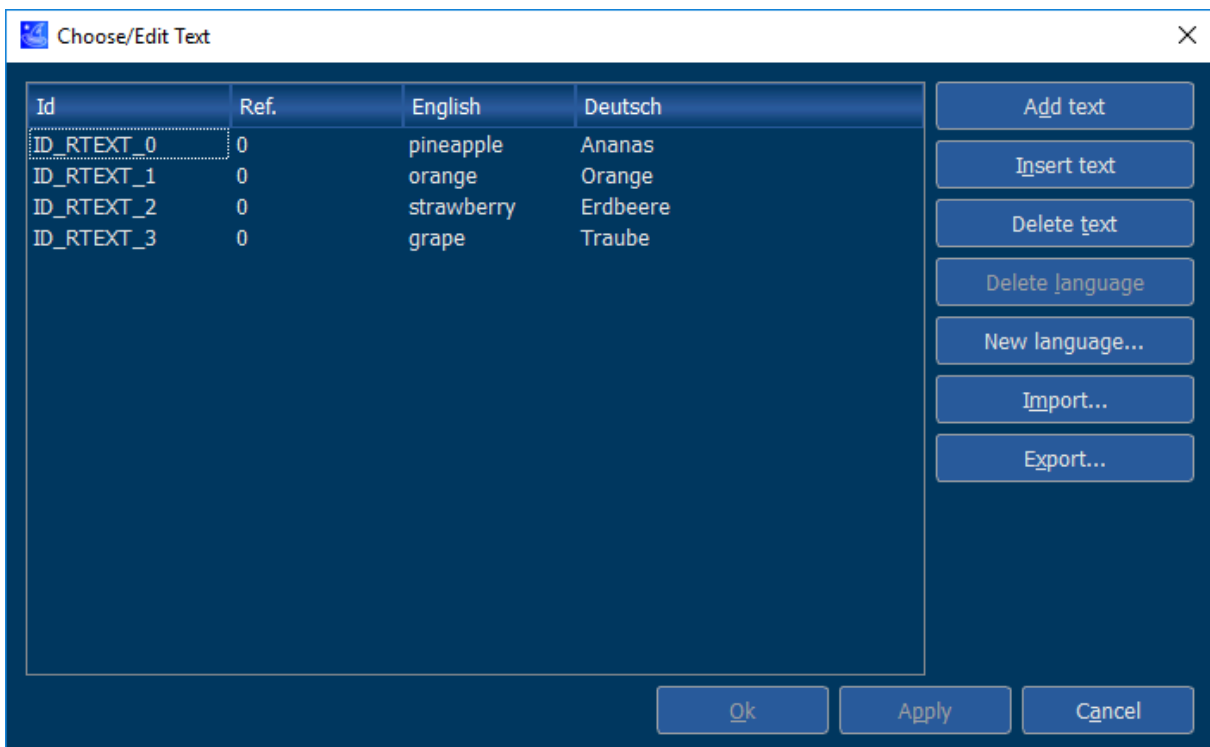 Choose/Edit Text
Id Ref. English Deutsch
ID_RTEXT_0 0 pineapple Ananas
ID_RTEXT_1 0 orange Orange
ID_RTEXT_2 0 strawberry Erdbeere
ID_RTEXT_3 0 grape Traube
Add text
Insert text
Delete text
Delete language
New language...
Import...
Export...
Ok Apply Cancel